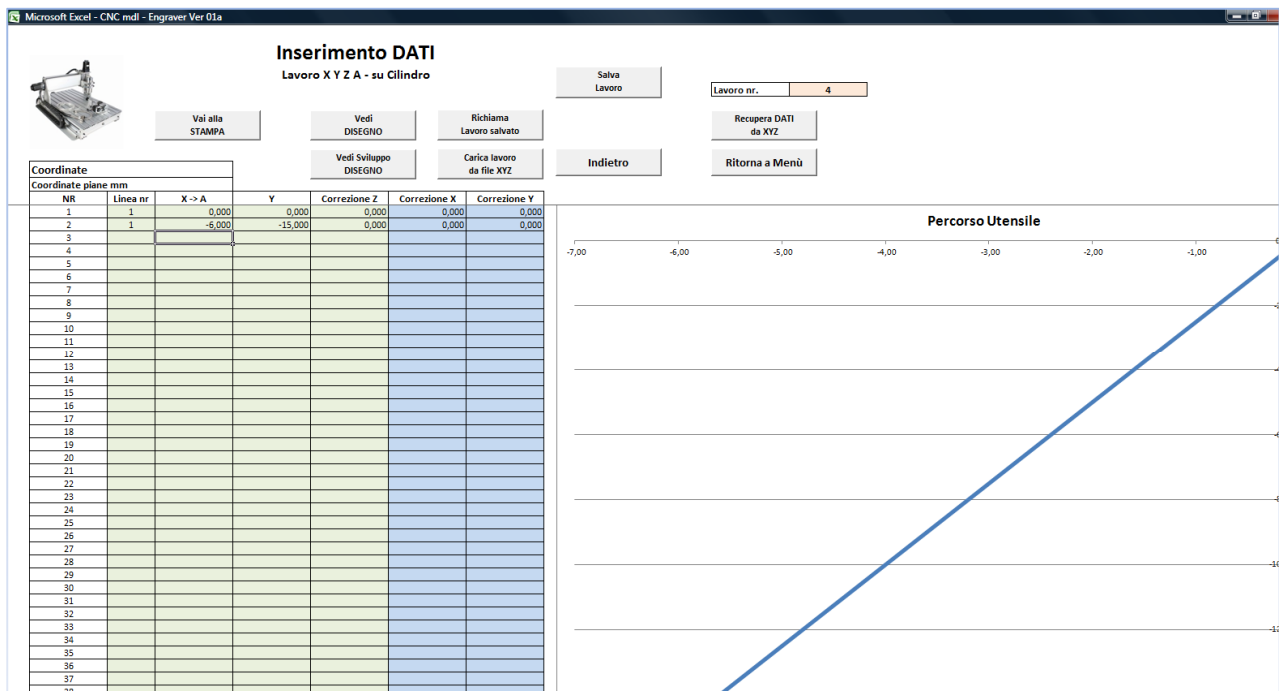 Microsoft Excel - CNC mdl - Engraver Ver 01a
Inserimento DATI
Lavoro X Y Z A - su Cilindro
Salva
Lavoro
Lavoro nr. 4
Vai alla
STAMPA
Vedi
DISEGNO
Richiama
Lavoro salvato
Recupera DATI
da XYZ
Vedi Sviluppo
DISEGNO
Carica lavoro
da file XYZ
Indietro
Ritorna a Menù
Coordinate
Coordinate piane mm
NR Linea nr X -> A Y Correzione Z Correzione X Correzione Y
1 1 0,000 0,000 0,000 0,000 0,000
2 1 -6,000 -15,000 0,000 0,000 0,000
3
4
5
6
7
8
9
10
11
12
13
14
15
16
17
18
19
20
21
22
23
24
25
26
27
28
29
30
31
32
33
34
35
36
37
Percorso Utensile
-7,00 -6,00 -5,00 -4,00 -3,00 -2,00 -1,00